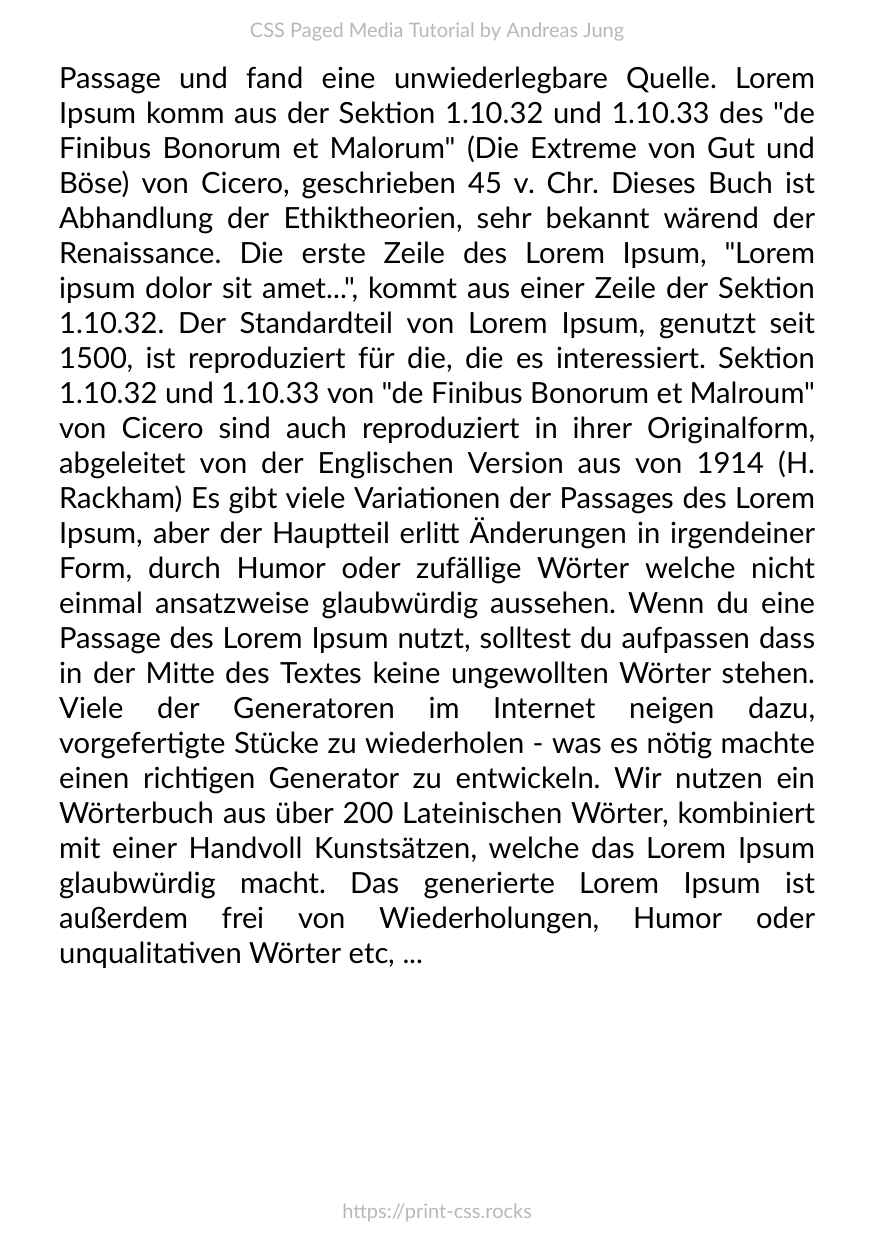 CSS Paged Media Tutorial by Andreas Jung
Passage und fand eine unwiederlegbare Quelle. Lorem
Ipsum komm aus der Sektion 1.10.32 und 1.10.33 des "de
Finibus Bonorum et Malorum" (Die Extreme von Gut und
Böse) von Cicero, geschrieben 45 v. Chr. Dieses Buch ist
Abhandlung der Ethiktheorien, sehr bekannt wärend der
Renaissance. Die erste Zeile des Lorem Ipsum, "Lorem
ipsum dolor sit amet...", kommt aus einer Zeile der Sektion
1.10.32. Der Standardteil von Lorem Ipsum, genutzt seit
1500, ist reproduziert für die, die es interessiert. Sektion
1.10.32 und 1.10.33 von "de Finibus Bonorum et Malroum"
von Cicero sind auch reproduziert in ihrer Originalform,
abgeleitet von der Englischen Version aus von 1914 (H.
Rackham) Es gibt viele Variationen der Passages des Lorem
Ipsum, aber der Hauptteil erlitt Änderungen in irgendeiner
Form, durch Humor oder zufällige Wörter welche nicht
einmal ansatzweise glaubwürdig aussehen. Wenn du eine
Passage des Lorem Ipsum nutzt, solltest du aufpassen dass
in der Mitte des Textes keine ungewollten Wörter stehen.
Viele der Generatoren im Internet neigen dazu,
vorgefertigte Stücke zu wiederholen - was es nötig machte
einen richtigen Generator zu entwickeln. Wir nutzen ein
Wörterbuch aus über 200 Lateinischen Wörter, kombiniert
mit einer Handvoll Kunstsätzen, welche das Lorem Ipsum
glaubwürdig macht. Das generierte Lorem Ipsum ist
außerdem frei von Wiederholungen, Humor oder
unqualitativen Wörter etc, ...
https://print-css.rocks